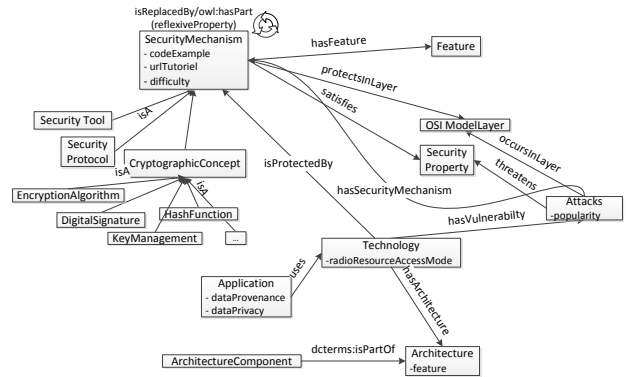 isReplacedBy/owl:hasPart
(reflexiveProperty)
SecurityMechanism
- codeExample
- urlTutoriel
- difficulty
hasFeature
Feature
protectsInLayer
satisfies
OSI ModelLayer
Security Tool
isA
Security
Protocol
isA
CryptographicConcept
isProtectedBy
Security
Property
occursInLayer
threatens
hasSecurityMechanism
EncryptionAlgorithm
isA
HashFunction
DigitalSignature
KeyManagement
...
Attacks
-popularity
hasVulnerabilty
Technology
-radioResourceAccessMode
uses
Application
- dataProvenance
- dataPrivacy
hasArchitecture
ArchitectureComponent
dcterms:isPartOf
Architecture
-feature